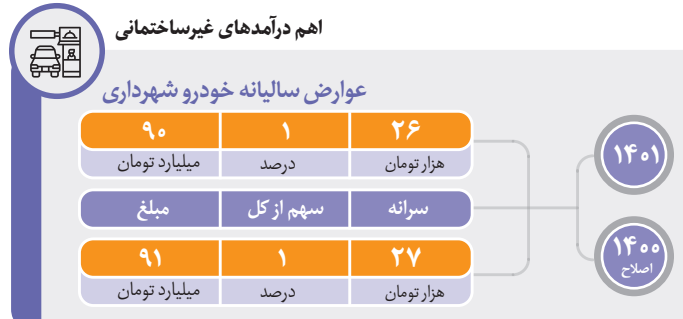 اهم درآمدهای غیرساختمانی
عوارض سالیانه خودرو شهرداری
۱۴۰۱
۲۶ ۱ ۹۰
هزار تومان درصد میلیارد تومان
سرانه سهم از کل مبلغ
۱۴۰۰
اصلاح
۲۷ ۱ ۹۱
هزار تومان درصد میلیارد تومان